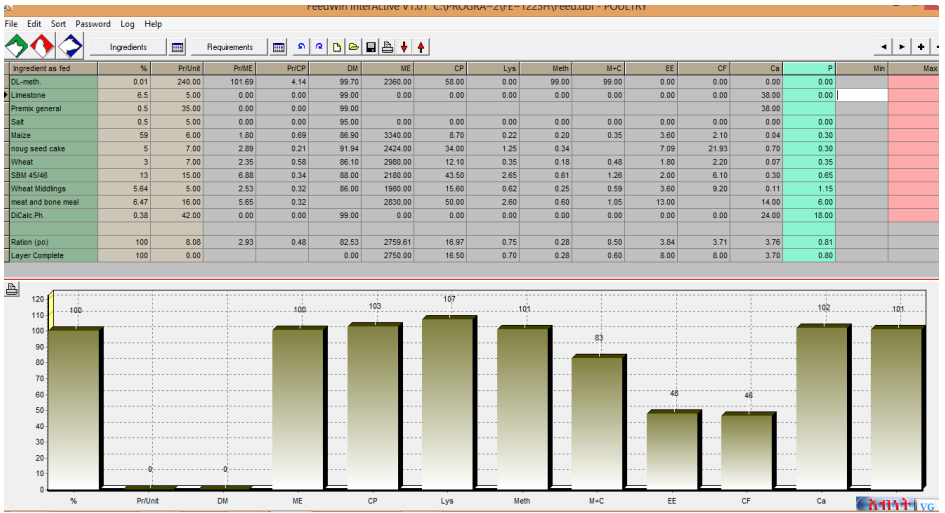 FeedWin InterActive V1.01 C:\PROGRA~2\FE~1225H\Feed.dbf - POULTRY
File Edit Sort Password Log Help
Ingredients Requirements
Ingredient as fed % Pr/Unit Pr/ME Pr/CP DM ME CP Lys Meth M+C EE CF Ca P Min Max
DL-meth. 0.01 240.00 101.69 4.14 99.70 2360.00 58.00 0.00 99.00 99.00 0.00 0.00 0.00 0.00
Limestone 6.5 5.00 0.00 0.00 99.00 0.00 0.00 0.00 0.00 0.00 0.00 0.00 38.00 0.00
Premix general 0.5 35.00 0.00 0.00 99.00 38.00
Salt 0.5 5.00 0.00 0.00 95.00 0.00 0.00 0.00 0.00 0.00 0.00 0.00 0.00 0.00
Maize 59 6.00 1.80 0.69 86.90 3340.00 8.70 0.22 0.20 0.35 3.60 2.10 0.04 0.30
noug seed cake 5 7.00 2.89 0.21 91.94 2424.00 34.00 1.25 0.34 7.09 21.93 0.70 0.30
Wheat 3 7.00 2.35 0.58 86.10 2980.00 12.10 0.35 0.18 0.48 1.80 2.20 0.07 0.35
SBM 45/46 13 15.00 6.88 0.34 88.00 2180.00 43.50 2.65 0.61 1.26 2.00 6.10 0.30 0.65
Wheat Middlings 5.64 5.00 2.53 0.32 86.00 1980.00 15.60 0.62 0.25 0.59 3.60 9.20 0.11 1.15
meat and bone meal 6.47 16.00 5.65 0.32 2830.00 50.00 2.60 0.60 1.05 13.00 14.00 6.00
DiCalc.Ph. 0.38 42.00 0.00 0.00 99.00 0.00 0.00 0.00 0.00 0.00 0.00 0.00 24.00 18.00
Ration (po) 100 8.08 2.93 0.48 82.53 2759.61 16.97 0.75 0.28 0.50 3.84 3.71 3.76 0.81
Layer Complete 100 0.00 0.00 2750.00 16.50 0.70 0.28 0.60 8.00 8.00 3.70 0.80
120
110
100
90
80
70
60
50
40
30
20
10
0
100 0 0 100 103 107 101 83 48 46 102 101
% Pr/Unit DM ME CP Lys Meth M+C EE CF Ca
VG